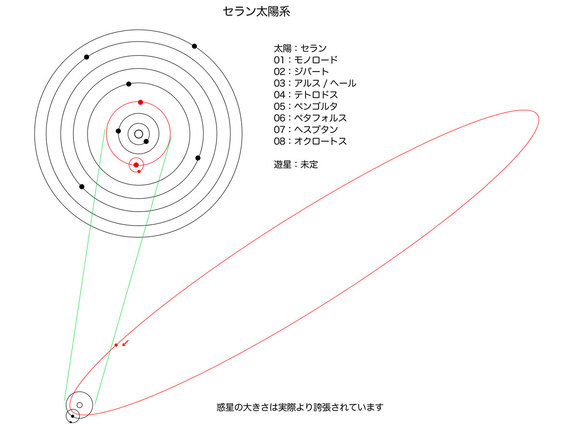 セラン太陽系
太陽：セラン
01：モノロード
02：ジパート
03：アルス / ヘール
04：テトロドス
05：ペンゴルタ
06：ペタフォルス
07：ヘスプタン
08：オクロートス
遊星：未定
惑星の大きさは実際より誇張されています